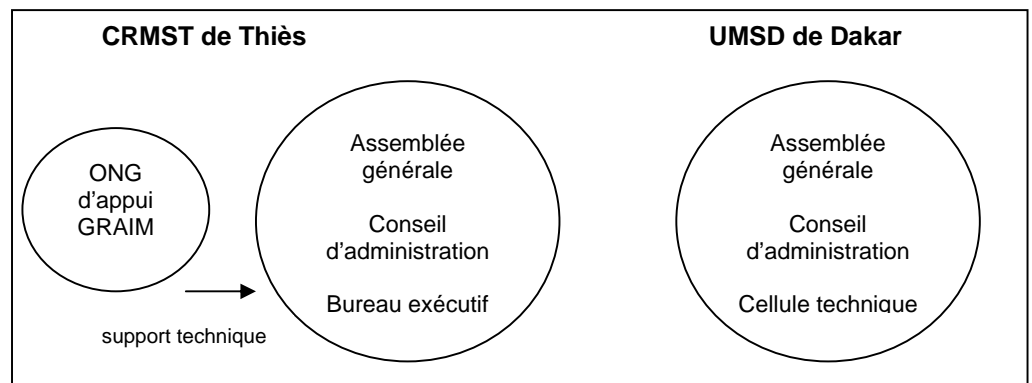 CRMST de Thiès
UMSD de Dakar
ONG
d'appui
GRAIM
support technique
Assemblée
générale
Conseil
d'administration
Bureau exécutif
Assemblée
générale
Conseil
d'administration
Cellule technique